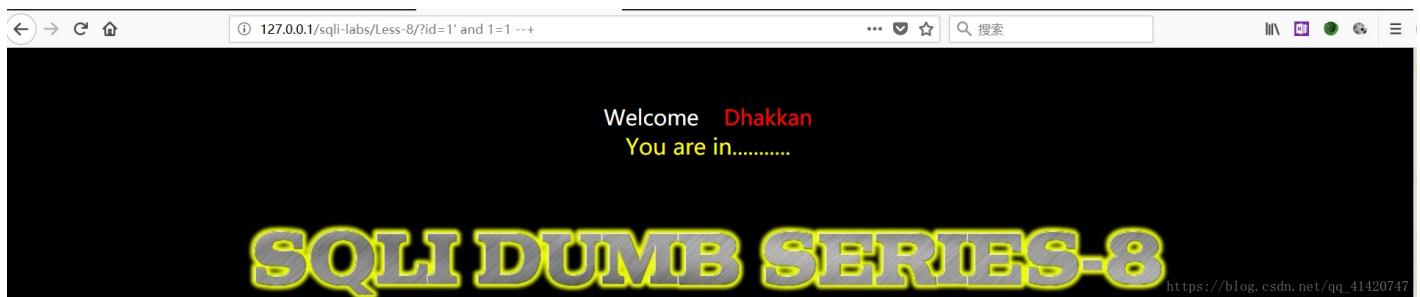 127.0.0.1/sqli-labs/Less-8/?id=1' and 1=1 --+
搜索
Welcome Dhakkan
You are in...........
SQLI DUMB SERIES-8
https://blog.csdn.net/qq_41420747